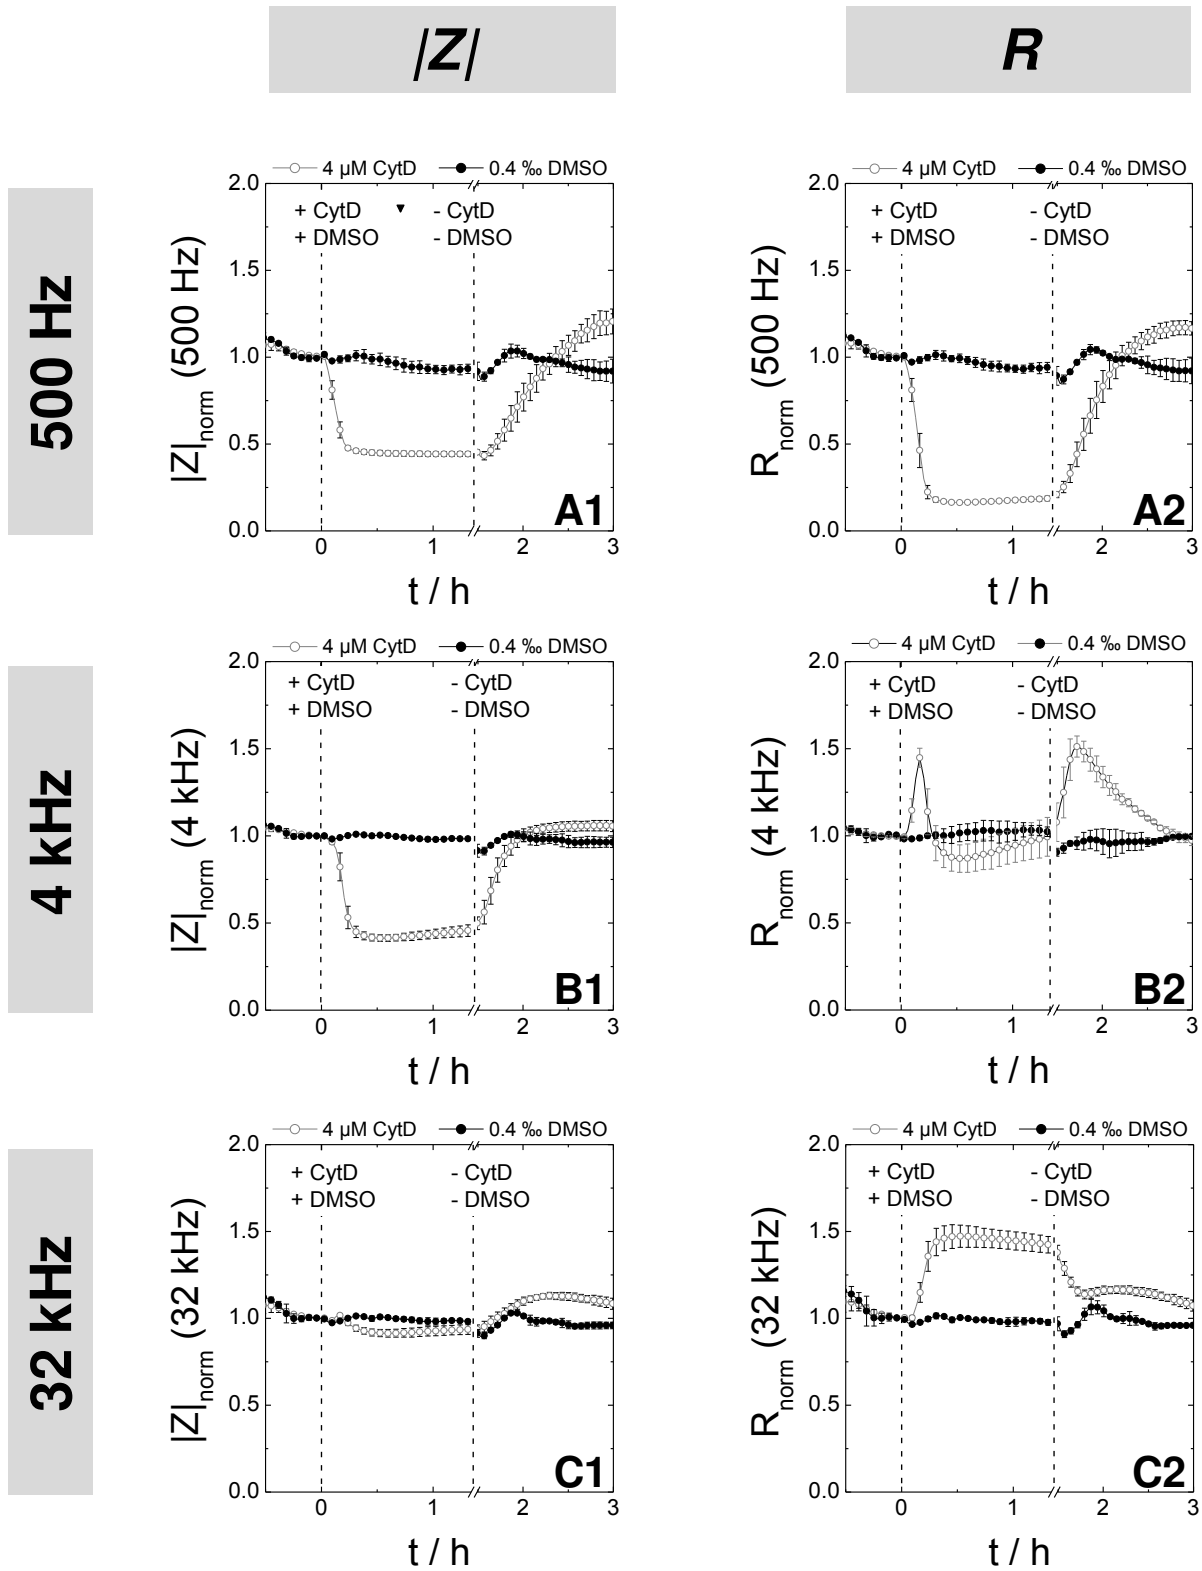 |Z|
R
500 Hz
4 µM CytD
0.4 ‰ DMSO
+ CytD
- CytD
+ DMSO
- DMSO
|Z|norm (500 Hz)
2.0
1.5
1.0
0.5
0.0
A1
0
1
2
3
t / h
4 µM CytD
0.4 ‰ DMSO
+ CytD
- CytD
+ DMSO
- DMSO
Rnorm (500 Hz)
2.0
1.5
1.0
0.5
0.0
A2
0
1
2
3
t / h
4 kHz
4 µM CytD
0.4 ‰ DMSO
+ CytD
- CytD
+ DMSO
- DMSO
|Z|norm (4 kHz)
2.0
1.5
1.0
0.5
0.0
B1
0
1
2
3
t / h
4 µM CytD
0.4 ‰ DMSO
+ CytD
- CytD
+ DMSO
- DMSO
Rnorm (4 kHz)
2.0
1.5
1.0
0.5
0.0
B2
0
1
2
3
t / h
32 kHz
4 µM CytD
0.4 ‰ DMSO
+ CytD
- CytD
+ DMSO
- DMSO
|Z|norm (32 kHz)
2.0
1.5
1.0
0.5
0.0
C1
0
1
2
3
t / h
4 µM CytD
0.4 ‰ DMSO
+ CytD
- CytD
+ DMSO
- DMSO
Rnorm (32 kHz)
2.0
1.5
1.0
0.5
0.0
C2
0
1
2
3
t / h